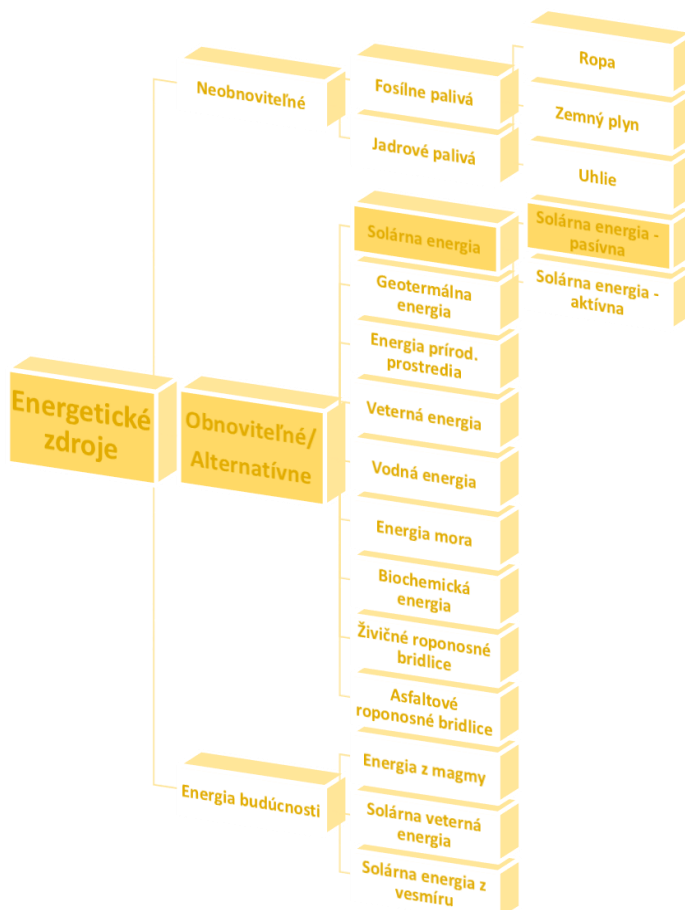 Energetické
zdroje
Neobnoviteľné
Fosílne palivá
Ropa
Zemný plyn
Uhlie
Jadrové palivá
Obnoviteľné/
Alternatívne
Solárna energia
Solárna energia -
pasívna
Solárna energia -
aktívna
Geotermálna
energia
Energia prírod.
prostredia
Veterná energia
Vodná energia
Energia mora
Biochemická
energia
Živičné roponosné
bridlice
Asfaltové
roponosné bridlice
Energia budúcnosti
Energia z magmy
Solárna veterná
energia
Solárna energia z
vesmíru